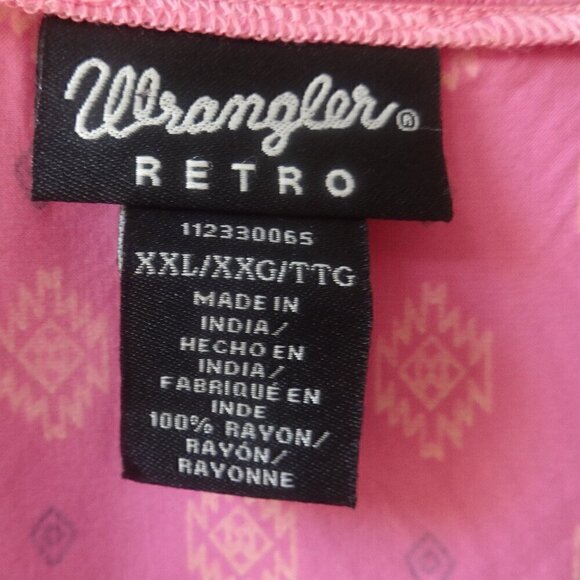 Wrangler®
RETRO
112330065
XXL/XXG/TTG
MADE IN
INDIA/
HECHO EN
INDIA/
FABRIQUÉ EN
INDE
100% RAYON/
RAYÓN/
RAYONNE